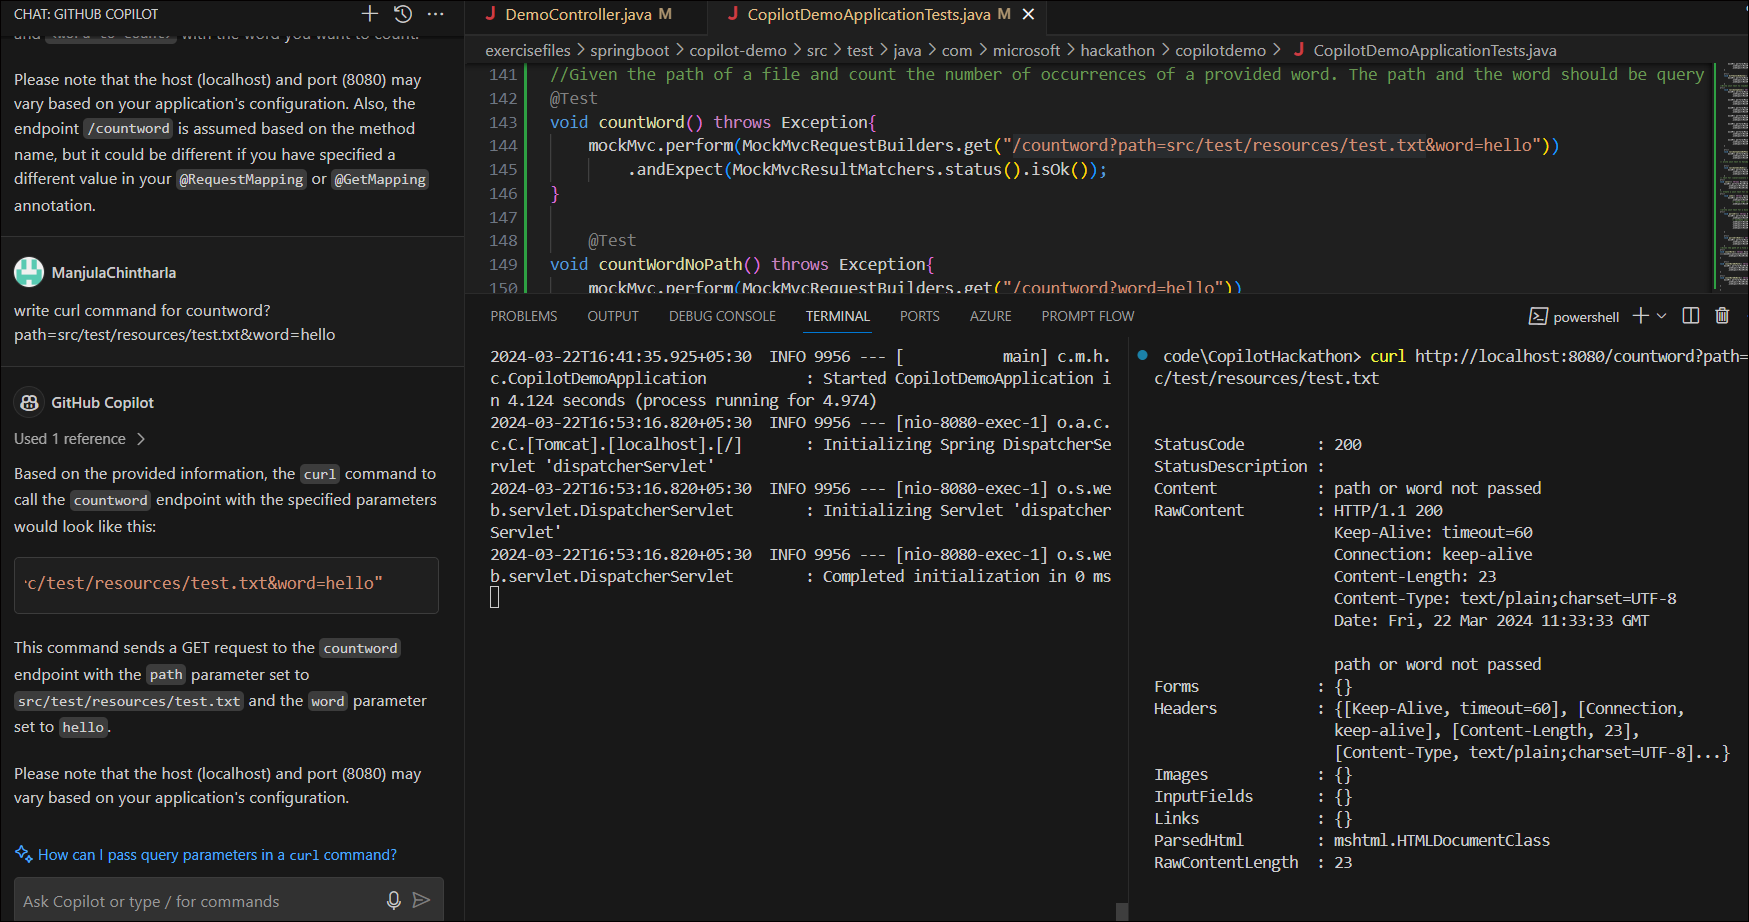 CHAT: GITHUB COPILOT
with the word you want to count.
Please note that the host (localhost) and port (8080) may
vary based on your application's configuration. Also, the
endpoint /countword is assumed based on the method
name, but it could be different if you have specified a
different value in your @RequestMapping or @GetMapping
annotation.
ManjulaChintharla
write curl command for countword?
path=src/test/resources/test.txt&word=hello
GitHub Copilot
Used 1 reference
Based on the provided information, the curl command to
call the countword endpoint with the specified parameters
would look like this:
c/test/resources/test.txt&word=hello"
This command sends a GET request to the countword
endpoint with the path parameter set to
src/test/resources/test.txt and the word parameter
set to hello.
Please note that the host (localhost) and port (8080) may
vary based on your application's configuration.
How can I pass query parameters in a curl command?
Ask Copilot or type / for commands
J DemoController.java M
J CopilotDemoApplicationTests.java M
exercisefiles > springboot > copilot-demo > src > test > java > com > microsoft > hackathon > copilotdemo > J CopilotDemoApplicationTests.java
141 //Given the path of a file and count the number of occurrences of a provided word. The path and the word should be query
142 @Test
143 void countWord() throws Exception{
144 mockMvc.perform(MockMvcRequestBuilders.get("/countword?path=src/test/resources/test.txt&word=hello"))
145 .andExpect(MockMvcResultMatchers.status().isOk());
146 }
147
148 @Test
149 void countWordNoPath() throws Exception{
150 mockMvc.perform(MockMvcRequestBuilders.get("/countword?word=hello"))
PROBLEMS OUTPUT DEBUG CONSOLE TERMINAL PORTS AZURE PROMPT FLOW
powershell
2024-03-22T16:41:35.925+05:30 INFO 9956 --- [ main] c.m.h.
c.CopilotDemoApplication : Started CopilotDemoApplication i
n 4.124 seconds (process running for 4.974)
2024-03-22T16:53:16.820+05:30 INFO 9956 --- [nio-8080-exec-1] o.a.c.
c.C.[Tomcat].[localhost].[/] : Initializing Spring DispatcherSe
rvlet 'dispatcherServlet'
2024-03-22T16:53:16.820+05:30 INFO 9956 --- [nio-8080-exec-1] o.s.we
b.servlet.DispatcherServlet : Initializing Servlet 'dispatcher
Servlet'
2024-03-22T16:53:16.820+05:30 INFO 9956 --- [nio-8080-exec-1] o.s.we
b.servlet.DispatcherServlet : Completed initialization in 0 ms
code\CopilotHackathon> curl http://localhost:8080/countword?path=
c/test/resources/test.txt
StatusCode : 200
StatusDescription :
Content : path or word not passed
RawContent : HTTP/1.1 200
Keep-Alive: timeout=60
Connection: keep-alive
Content-Length: 23
Content-Type: text/plain;charset=UTF-8
Date: Fri, 22 Mar 2024 11:33:33 GMT
path or word not passed
Forms : {}
Headers : {[Keep-Alive, timeout=60], [Connection,
keep-alive], [Content-Length, 23],
[Content-Type, text/plain;charset=UTF-8]...}
Images : {}
InputFields : {}
Links : {}
ParsedHtml : mshtml.HTMLDocumentClass
RawContentLength : 23